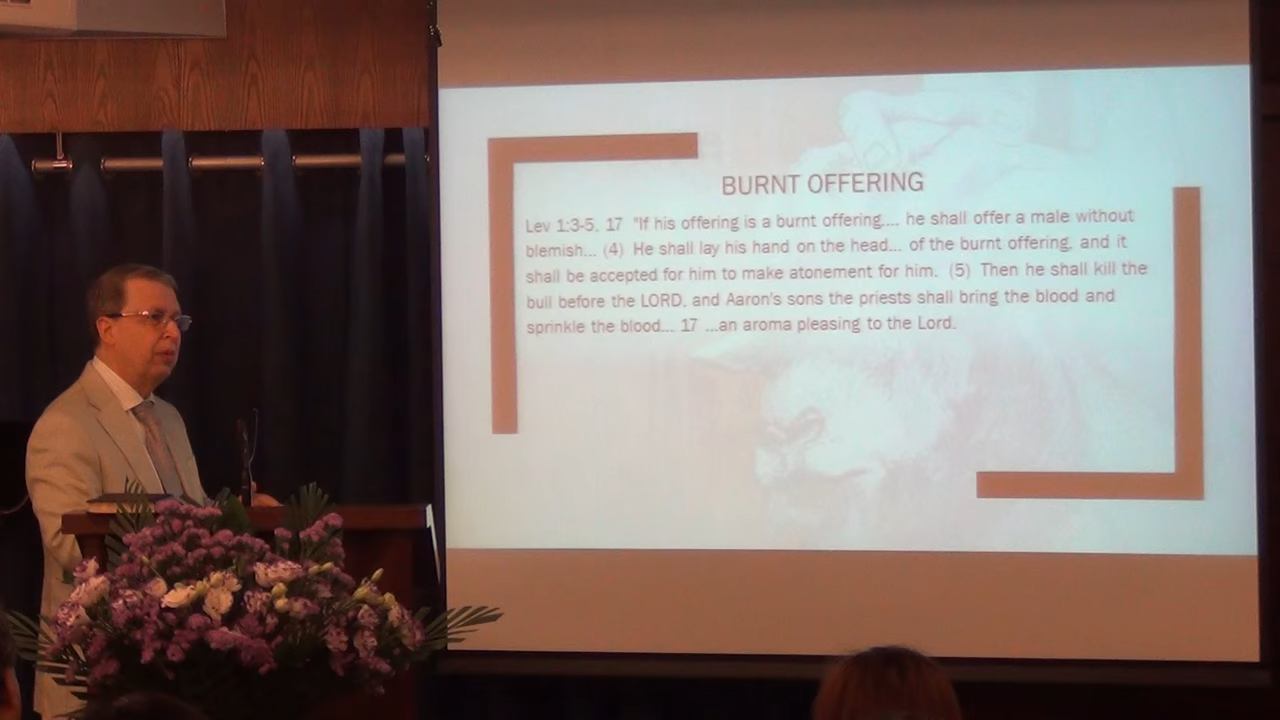 BURNT OFFERING
Lev 1:3-5, 17 "If his offering is a burnt offering.... he shall offer a male without
blemish... (4) He shall lay his hand on the head... of the burnt offering, and it
shall be accepted for him to make atonement for him. (5) Then he shall kill the
bull before the LORD, and Aaron's sons the priests shall bring the blood and
sprinkle the blood... 17 ...an aroma pleasing to the Lord.